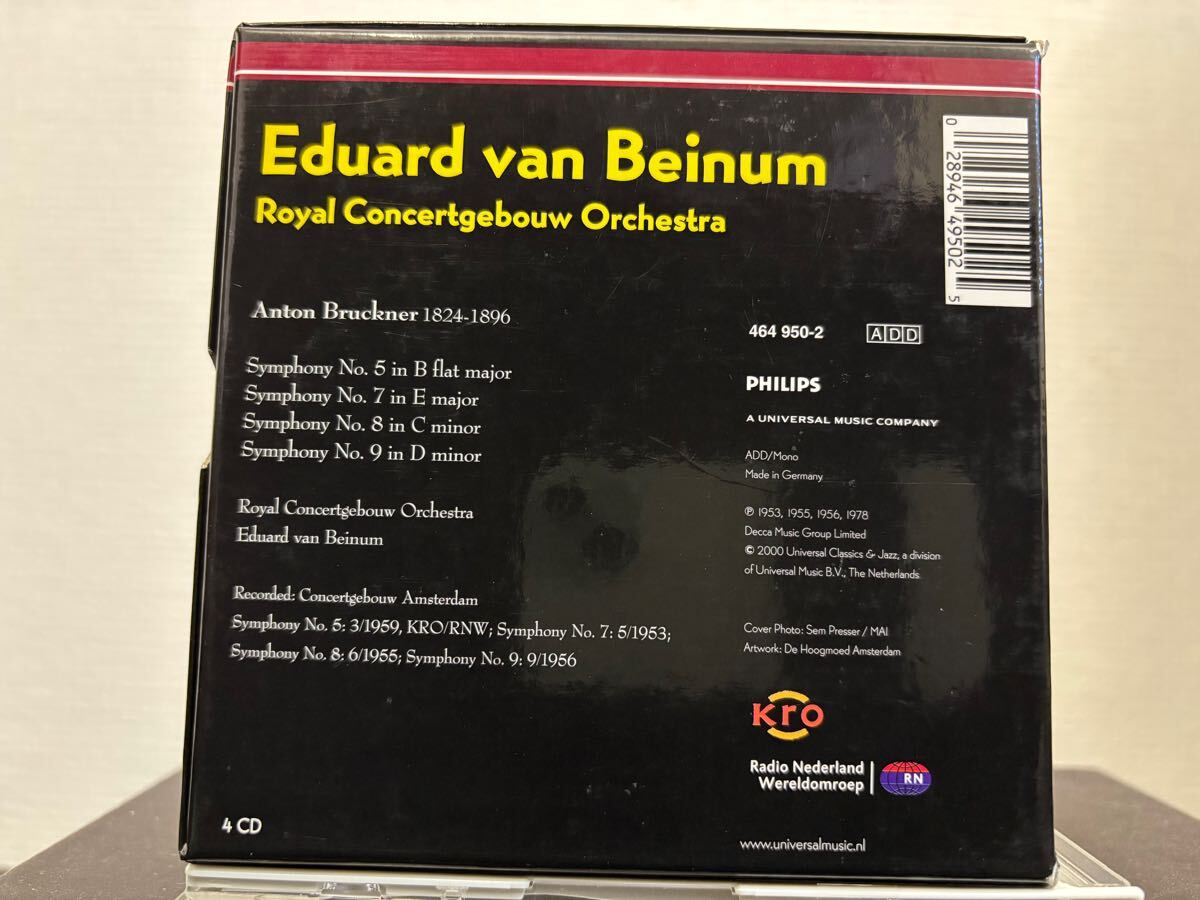 Eduard van Beinum
Royal Concertgebouw Orchestra
0 28946 49502 5
Anton Bruckner 1824-1896
Symphony No. 5 in B flat major
Symphony No. 7 in E major
Symphony No. 8 in C minor
Symphony No. 9 in D minor
Royal Concertgebouw Orchestra
Eduard van Beinum
Recorded: Concertgebouw Amsterdam
Symphony No. 5: 3/1959, KRO/RNW; Symphony No. 7: 5/1953;
Symphony No. 8: 6/1955; Symphony No. 9: 9/1956
4 CD
464 950-2 ADD
PHILIPS
A UNIVERSAL MUSIC COMPANY
ADD/Mono
Made in Germany
℗ 1953, 1955, 1956, 1978
Decca Music Group Limited
© 2000 Universal Classics & Jazz, a division
of Universal Music B.V., The Netherlands
Cover Photo: Sem Presser / MAI
Artwork: De Hoogmoed Amsterdam
kro
Radio Nederland
Wereldomroep RN
www.universalmusic.nl